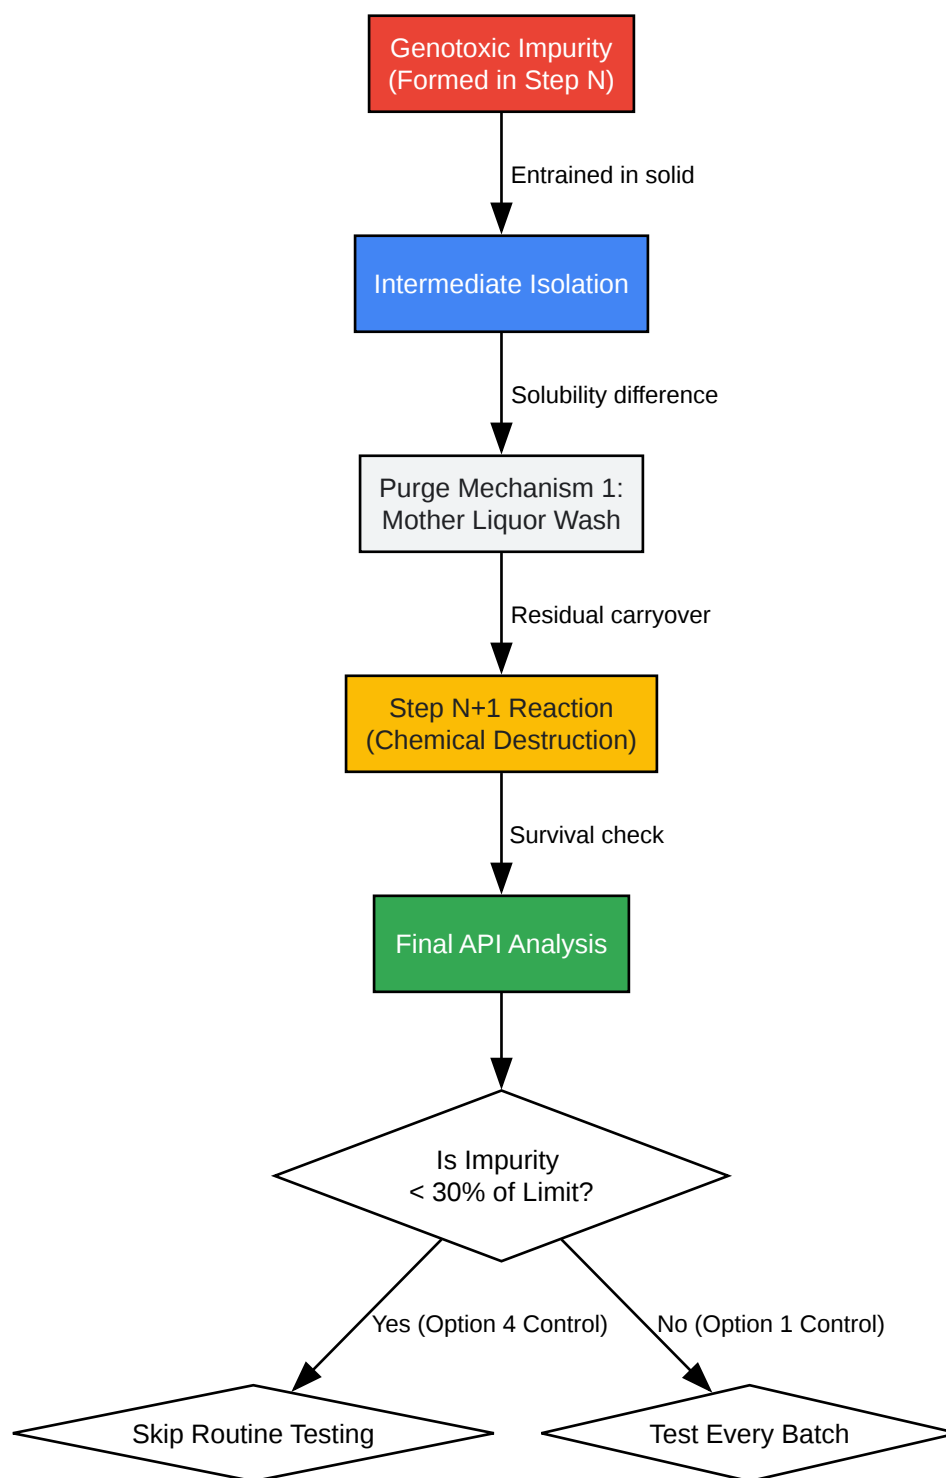 Genotoxic Impurity
(Formed in Step N)
Entrained in solid
Intermediate Isolation
Solubility difference
Purge Mechanism 1:
Mother Liquor Wash
Residual carryover
Step N+1 Reaction
(Chemical Destruction)
Survival check
Final API Analysis
Is Impurity
< 30% of Limit?
Yes (Option 4 Control)
No (Option 1 Control)
Skip Routine Testing
Test Every Batch